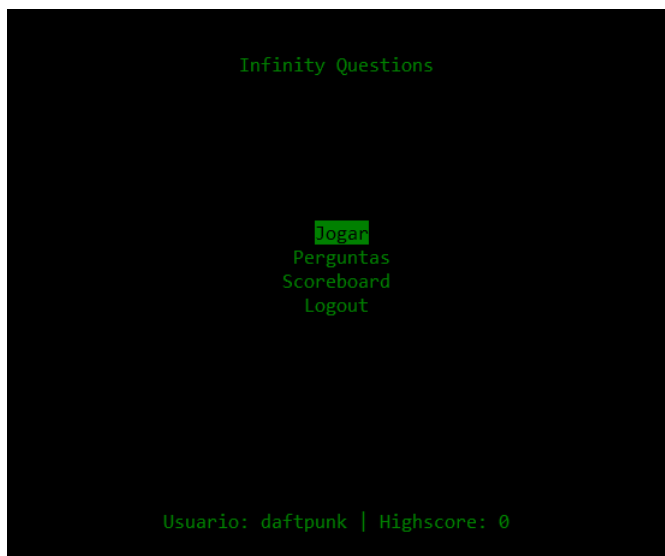 Infinity Questions
Jogar
Perguntas
Scoreboard
Logout
Usuario: daftpunk | Highscore: 0